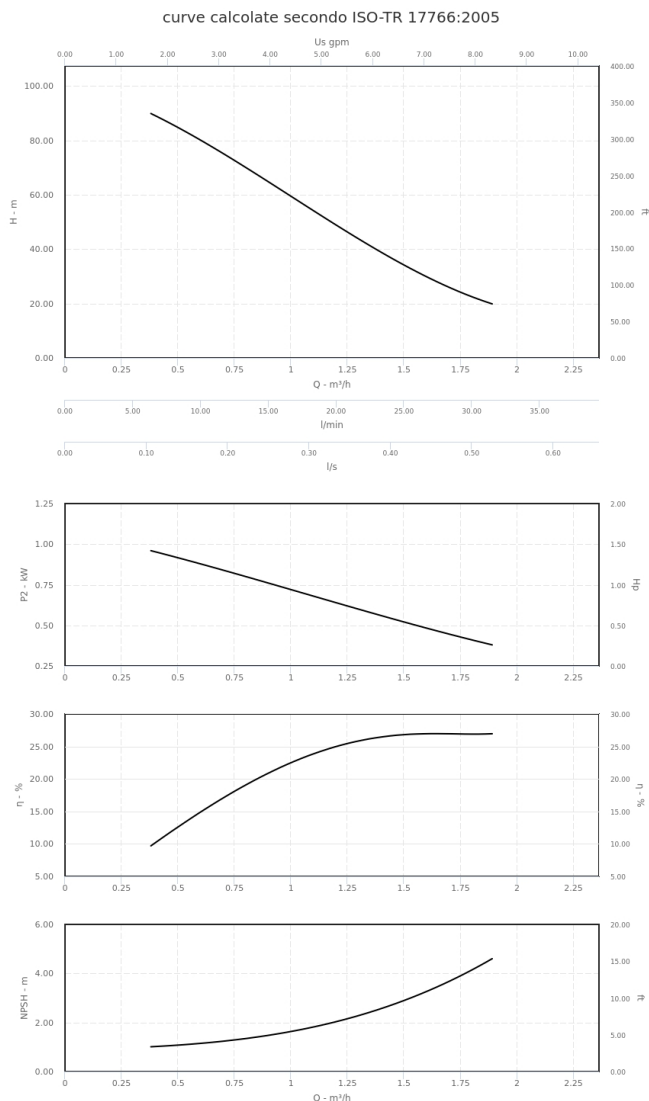 curve calcolate secondo ISO-TR 17766:2005
Us gpm
0.00 1.00 2.00 3.00 4.00 5.00 6.00 7.00 8.00 9.00 10.00
100.00
80.00
60.00
40.00
20.00
0.00
H - m
400.00
350.00
300.00
250.00
200.00
150.00
100.00
50.00
0.00
ft
0 0.25 0.5 0.75 1 1.25 1.5 1.75 2 2.25
Q - m³/h
0.00 5.00 10.00 15.00 20.00 25.00 30.00 35.00
l/min
0.00 0.10 0.20 0.30 0.40 0.50 0.60
l/s
1.25
1.00
0.75
0.50
0.25
P2 - kW
2.00
1.50
1.00
0.50
0.00
Hp
0 0.25 0.5 0.75 1 1.25 1.5 1.75 2 2.25
30.00
25.00
20.00
15.00
10.00
5.00
η - %
30.00
25.00
20.00
15.00
10.00
5.00
η - %
0 0.25 0.5 0.75 1 1.25 1.5 1.75 2 2.25
6.00
4.00
2.00
0.00
NPSH - m
20.00
15.00
10.00
5.00
0.00
ft
0 0.25 0.5 0.75 1 1.25 1.5 1.75 2 2.25
Q - m³/h